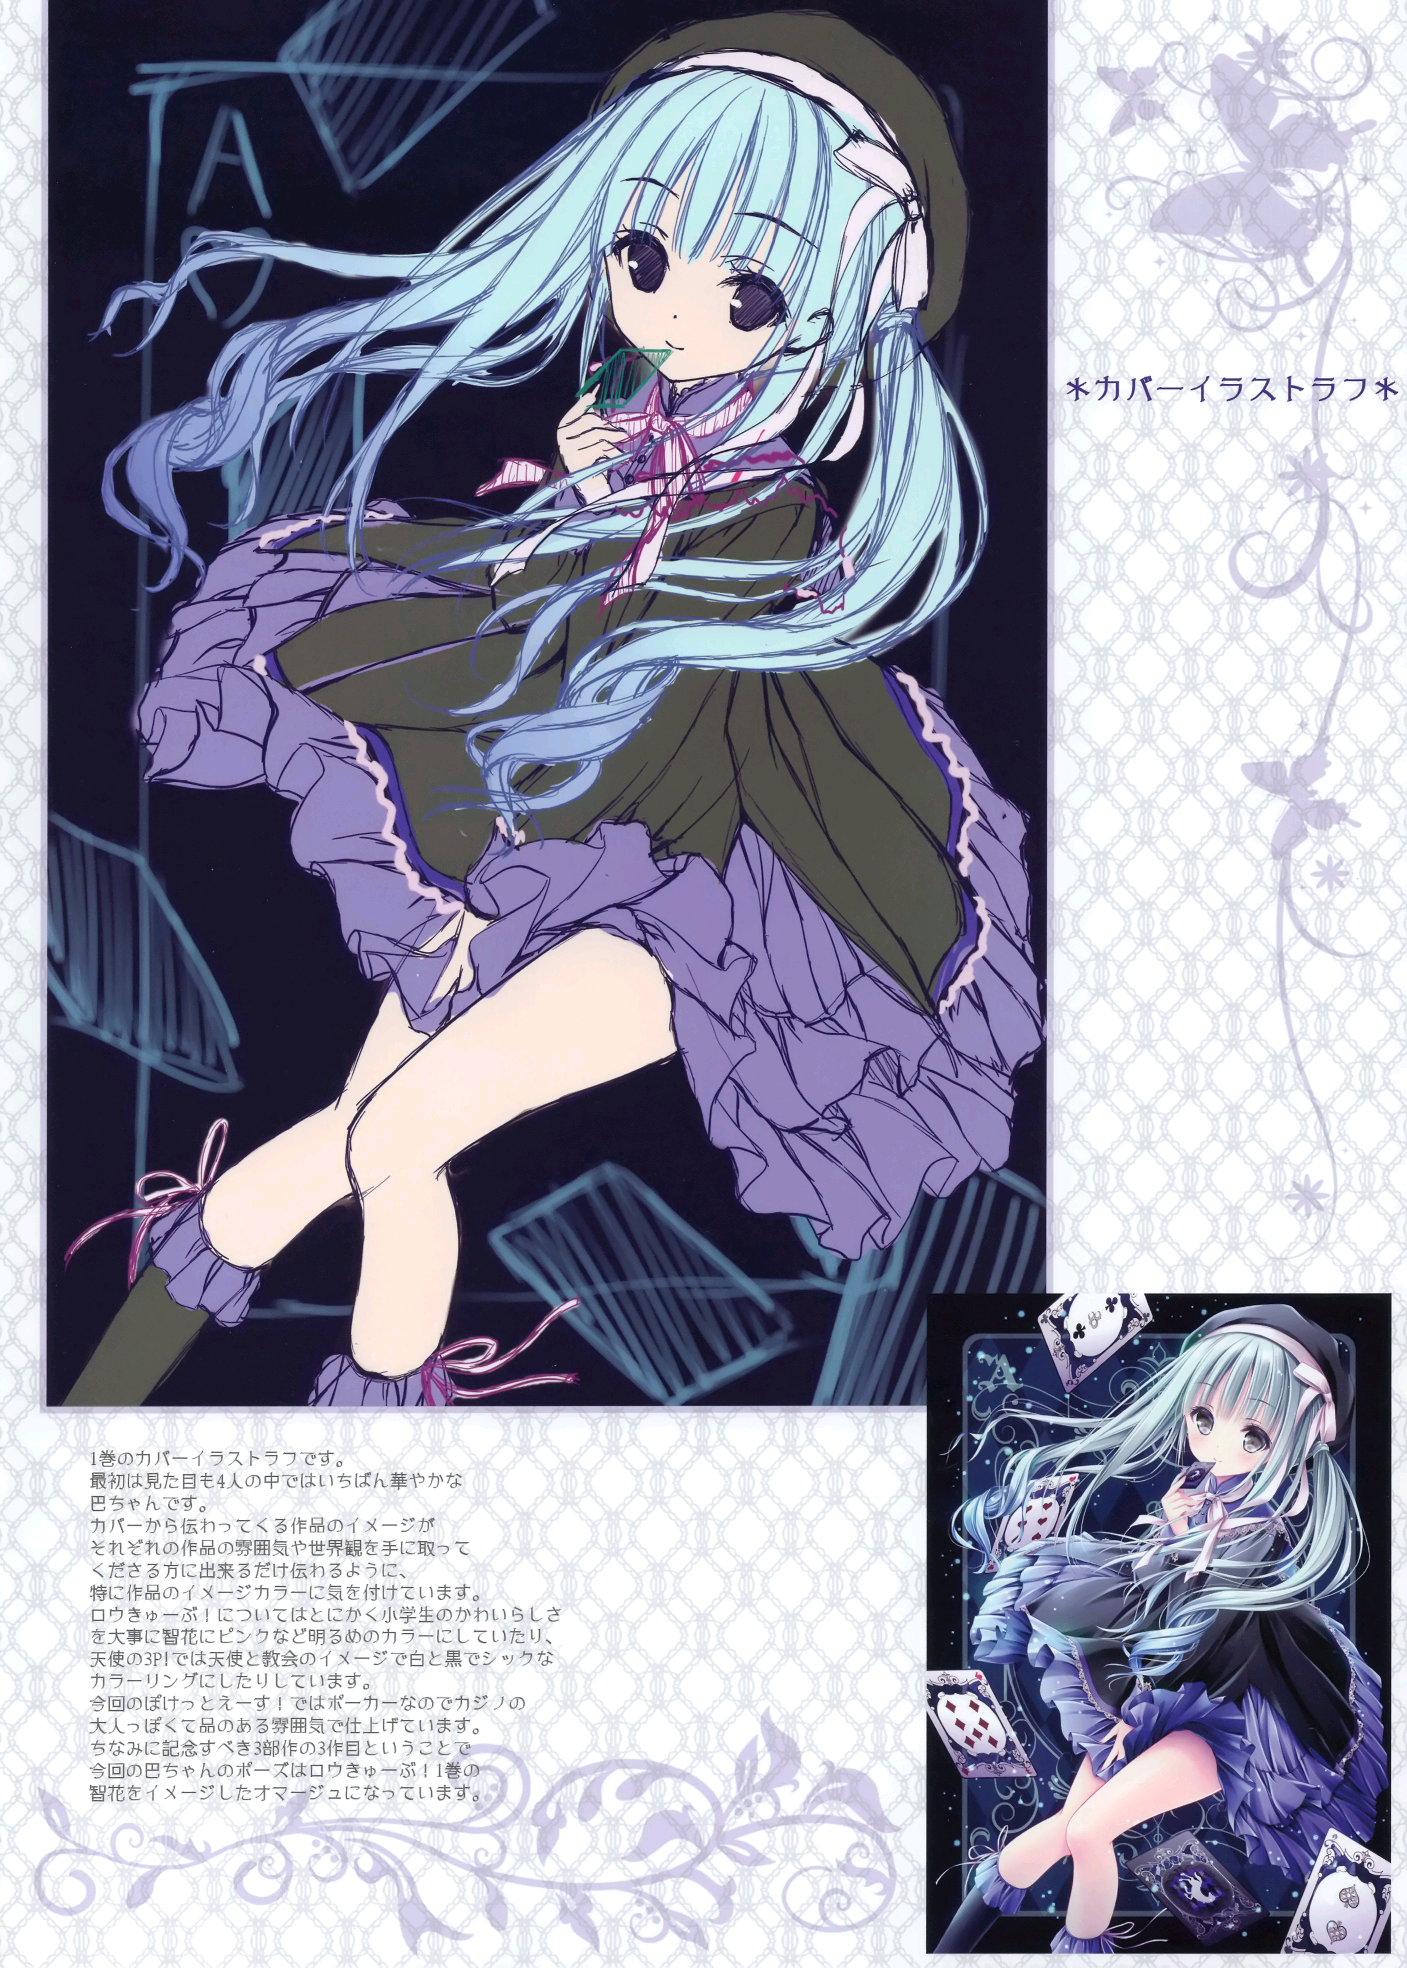 A
＊カバーイラストラフ＊
1巻のカバーイラストラフです。
最初は見た目も4人の中ではいちばん華やかな
巴ちゃんです。
カバーから伝わってくる作品のイメージが
それぞれの作品の雰囲気や世界観を手に取って
くださる方に出来るだけ伝わるように、
特に作品のイメージカラーに気を付けています。
ロウきゅーぶ！についてはとにかく小学生のかわいらしさ
を大事に智花にピンクなど明るめのカラーにしていたり、
天使の3P!では天使と教会のイメージで白と黒でシックな
カラーリングにしたりしています。
今回のぽけっとえーす！ではポーカーなのでカジノの
大人っぽくて品のある雰囲気で仕上げています。
ちなみに記念すべき3部作の3作目ということで
今回の巴ちゃんのポーズはロウきゅーぶ！1巻の
智花をイメージしたオマージュになっています。
A